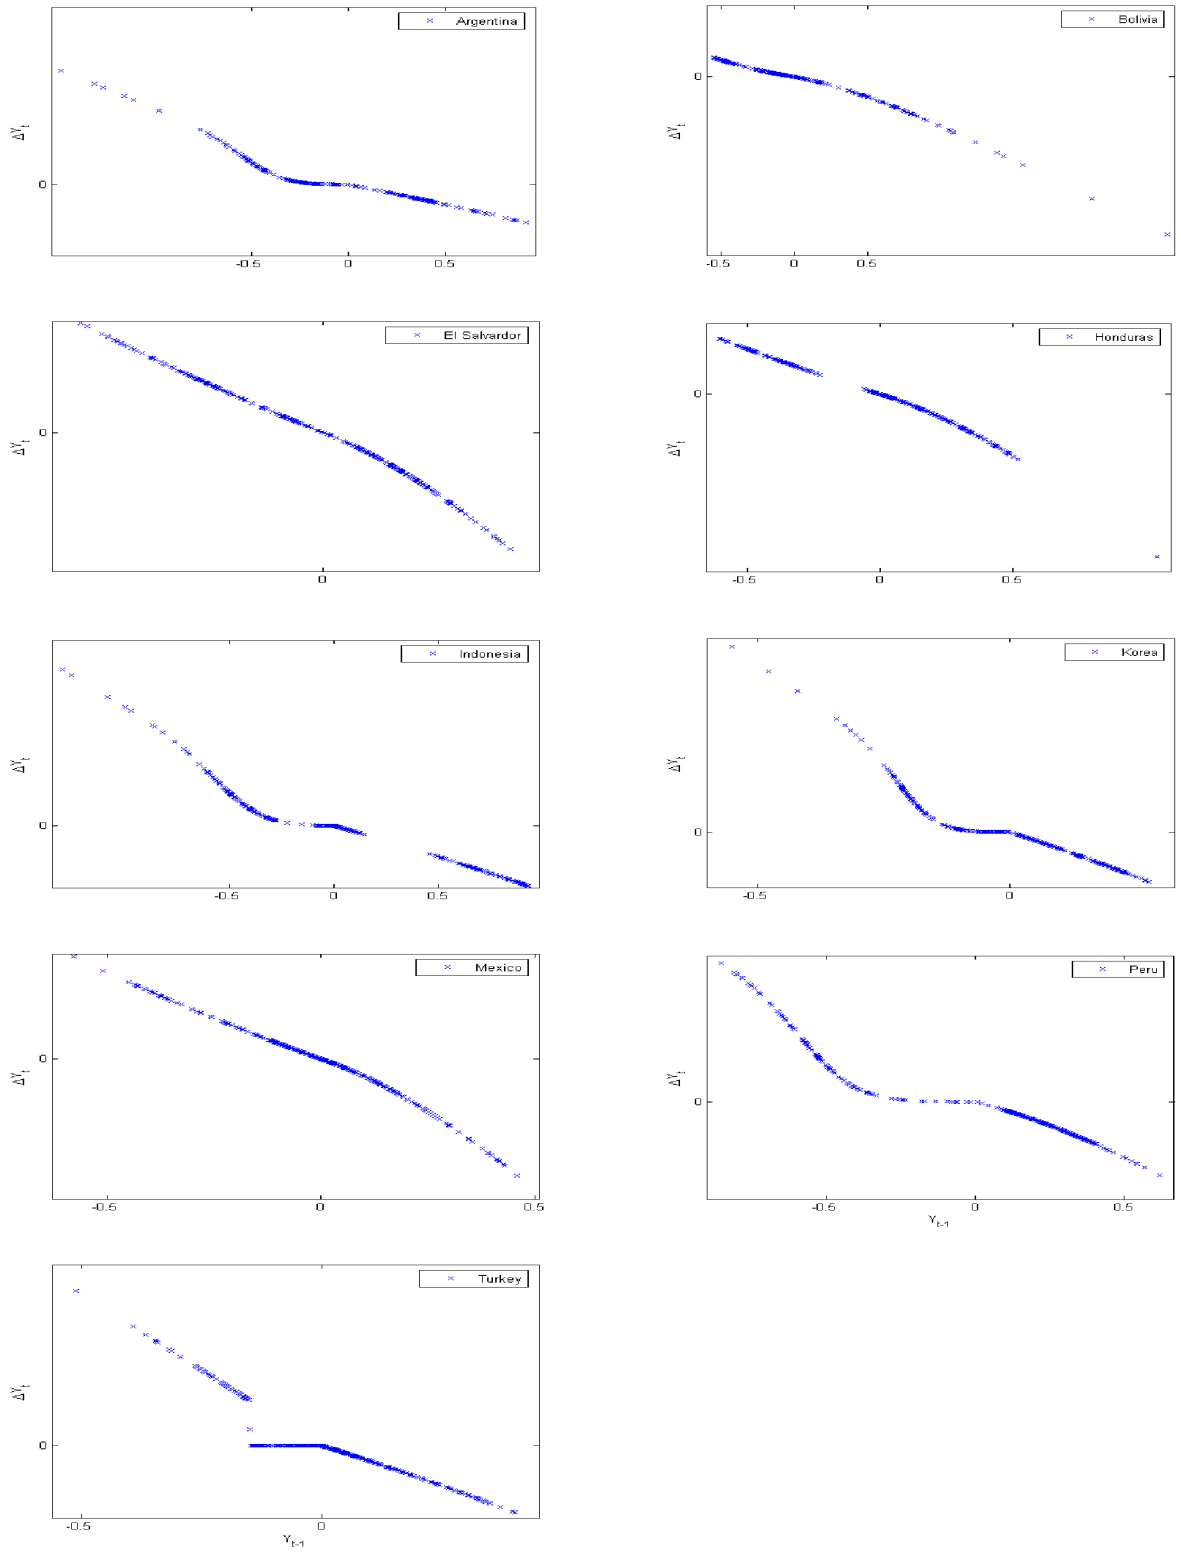 Argentina
ΔY_t
0
-0.5 0 0.5
Bolivia
ΔY_t
0
-0.5 0 0.5
El Salvardor
ΔY_t
0
0
Honduras
ΔY_t
0
-0.5 0 0.5
Indonesia
ΔY_t
0
-0.5 0 0.5
Korea
ΔY_t
0
-0.5 0
Mexico
ΔY_t
0
-0.5 0 0.5
Peru
ΔY_t
0
-0.5 0 0.5
Y_t-1
Turkey
ΔY_t
0
-0.5 0
Y_t-1